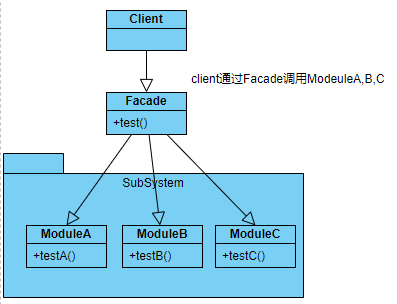 Client
client通过Facade调用ModeuleA,B,C
Facade
+test()
SubSystem
ModuleA
+testA()
ModuleB
+testB()
ModuleC
+testC()